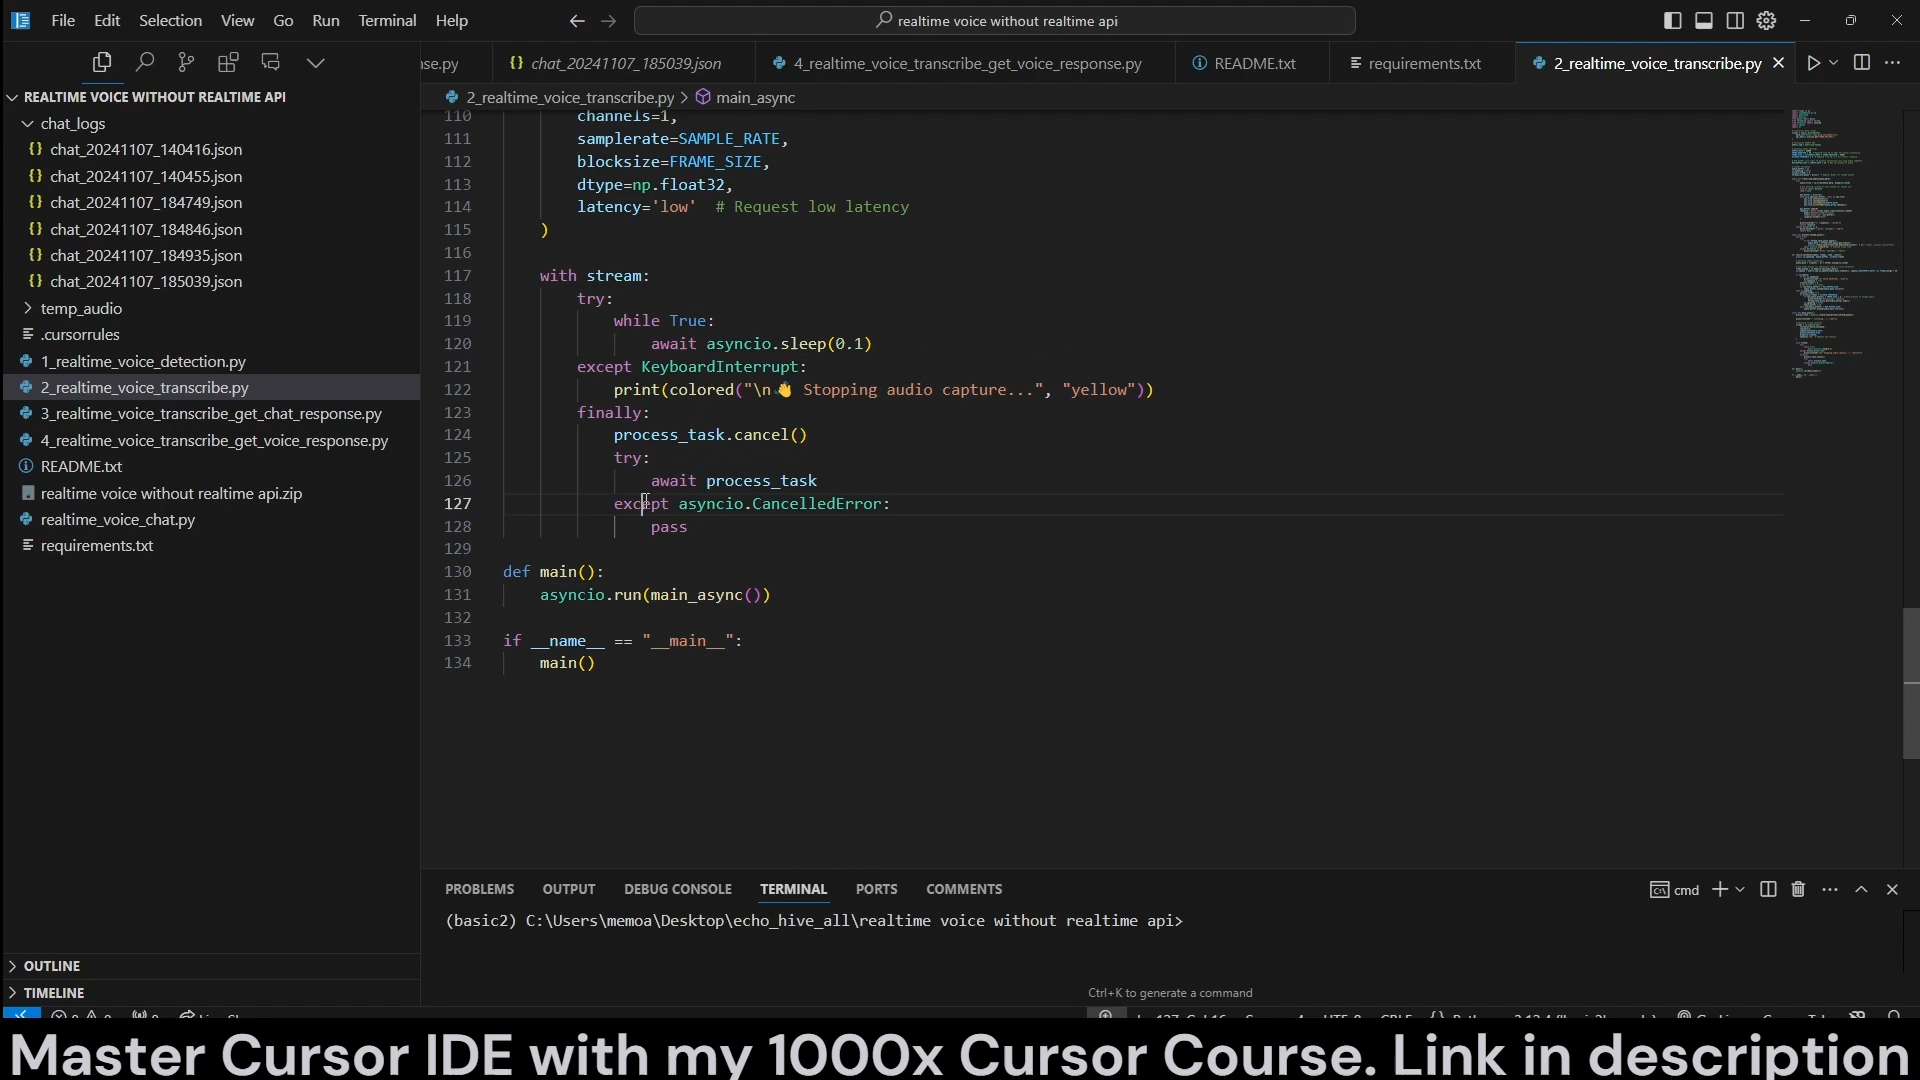 File Edit Selection View Go Run Terminal Help
realtime voice without realtime api
se.py
chat_20241107_185039.json
4_realtime_voice_transcribe_get_voice_response.py
README.txt
requirements.txt
2_realtime_voice_transcribe.py
REALTIME VOICE WITHOUT REALTIME API
chat_logs
chat_20241107_140416.json
chat_20241107_140455.json
chat_20241107_184749.json
chat_20241107_184846.json
chat_20241107_184935.json
chat_20241107_185039.json
temp_audio
.cursorrules
1_realtime_voice_detection.py
2_realtime_voice_transcribe.py
3_realtime_voice_transcribe_get_chat_response.py
4_realtime_voice_transcribe_get_voice_response.py
README.txt
realtime voice without realtime api.zip
realtime_voice_chat.py
requirements.txt
OUTLINE
TIMELINE
2_realtime_voice_transcribe.py > main_async
110 channels=1,
111 samplerate=SAMPLE_RATE,
112 blocksize=FRAME_SIZE,
113 dtype=np.float32,
114 latency='low' # Request low latency
115 )
116
117 with stream:
118 try:
119 while True:
120 await asyncio.sleep(0.1)
121 except KeyboardInterrupt:
122 print(colored("\n👋 Stopping audio capture...", "yellow"))
123 finally:
124 process_task.cancel()
125 try:
126 await process_task
127 except asyncio.CancelledError:
128 pass
129
130 def main():
131 asyncio.run(main_async())
132
133 if __name__ == "__main__":
134 main()
PROBLEMS OUTPUT DEBUG CONSOLE TERMINAL PORTS COMMENTS
cmd
(basic2) C:\Users\memoa\Desktop\echo_hive_all\realtime voice without realtime api>
Ctrl+K to generate a command
Master Cursor IDE with my 1000x Cursor Course. Link in description